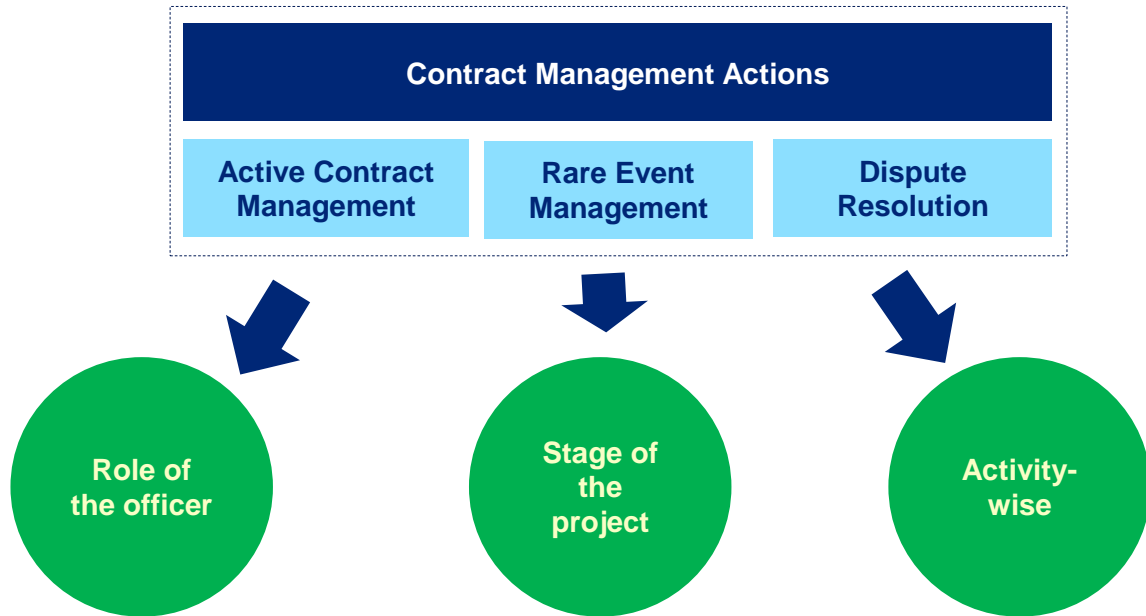 Contract Management Actions
Active Contract
Management
Rare Event
Management
Dispute
Resolution
Role of
the officer
Stage of
the
project
Activity-
wise